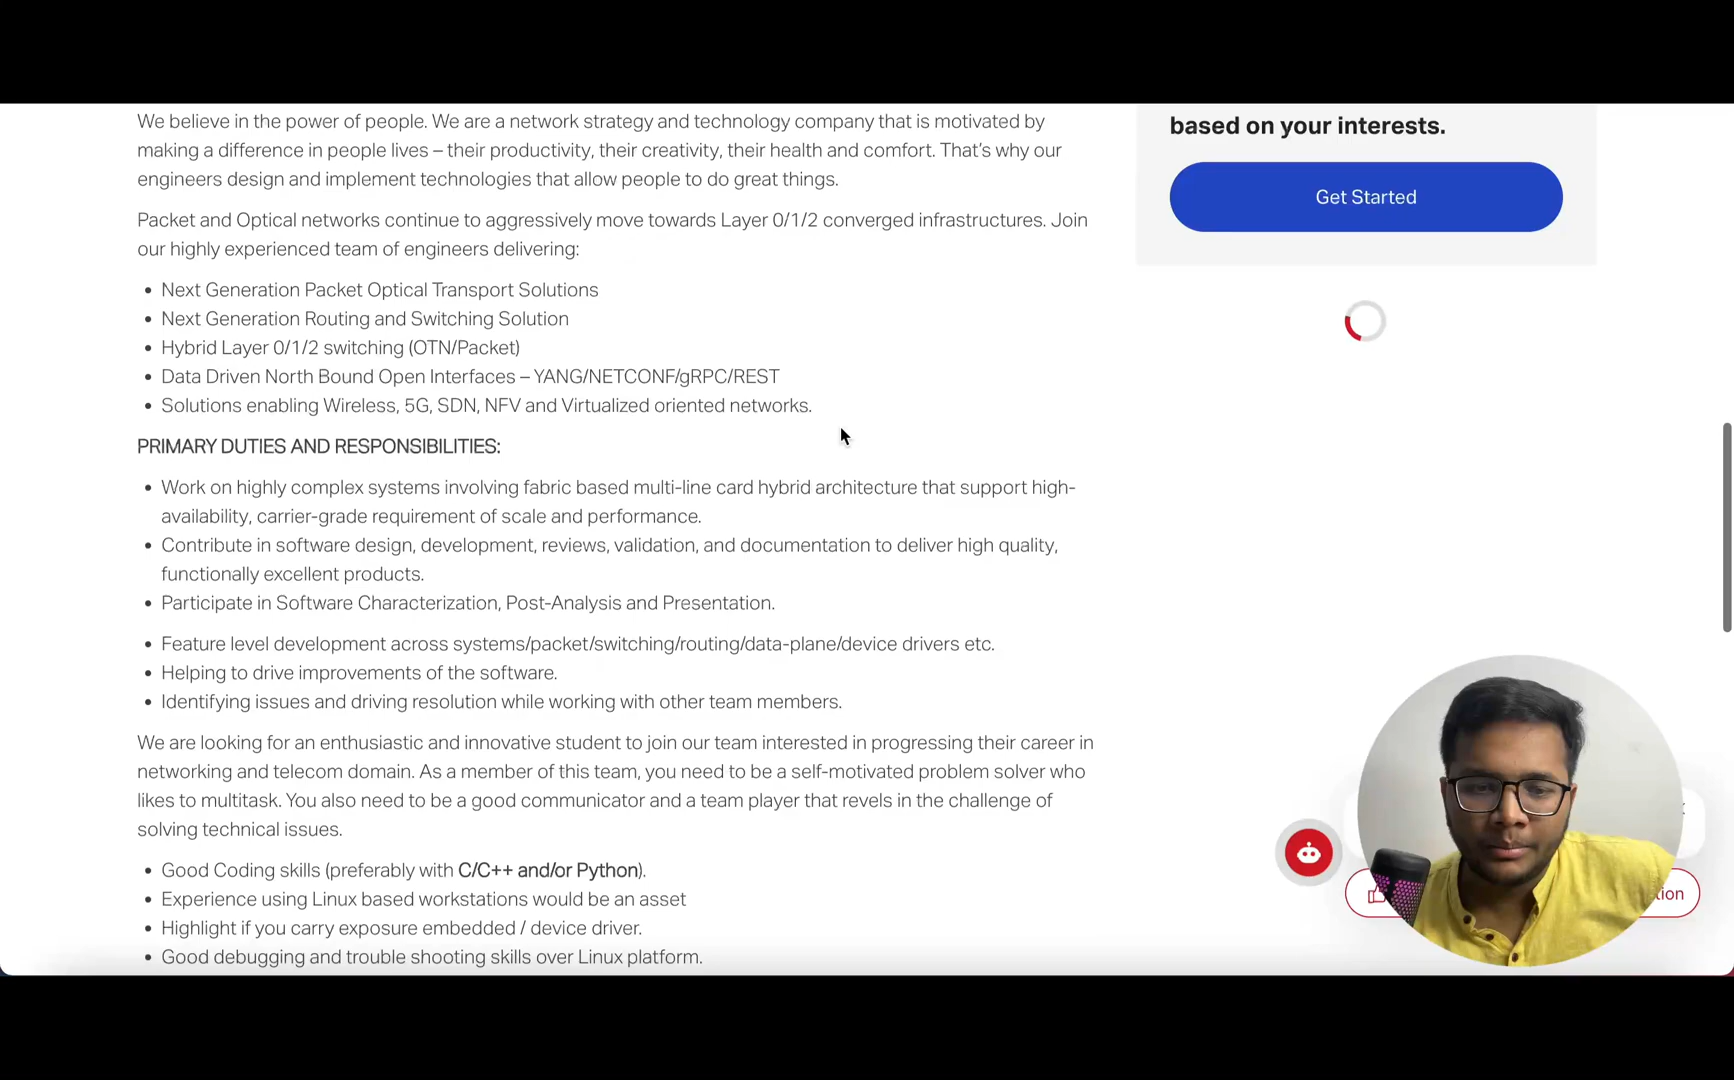 We believe in the power of people. We are a network strategy and technology company that is motivated by
making a difference in people lives – their productivity, their creativity, their health and comfort. That’s why our
engineers design and implement technologies that allow people to do great things.
Packet and Optical networks continue to aggressively move towards Layer 0/1/2 converged infrastructures. Join
our highly experienced team of engineers delivering:
• Next Generation Packet Optical Transport Solutions
• Next Generation Routing and Switching Solution
• Hybrid Layer 0/1/2 switching (OTN/Packet)
• Data Driven North Bound Open Interfaces – YANG/NETCONF/gRPC/REST
• Solutions enabling Wireless, 5G, SDN, NFV and Virtualized oriented networks.
PRIMARY DUTIES AND RESPONSIBILITIES:
• Work on highly complex systems involving fabric based multi-line card hybrid architecture that support high-
availability, carrier-grade requirement of scale and performance.
• Contribute in software design, development, reviews, validation, and documentation to deliver high quality,
functionally excellent products.
• Participate in Software Characterization, Post-Analysis and Presentation.
• Feature level development across systems/packet/switching/routing/data-plane/device drivers etc.
• Helping to drive improvements of the software.
• Identifying issues and driving resolution while working with other team members.
We are looking for an enthusiastic and innovative student to join our team interested in progressing their career in
networking and telecom domain. As a member of this team, you need to be a self-motivated problem solver who
likes to multitask. You also need to be a good communicator and a team player that revels in the challenge of
solving technical issues.
• Good Coding skills (preferably with C/C++ and/or Python).
• Experience using Linux based workstations would be an asset
• Highlight if you carry exposure embedded / device driver.
• Good debugging and trouble shooting skills over Linux platform.
based on your interests.
Get Started